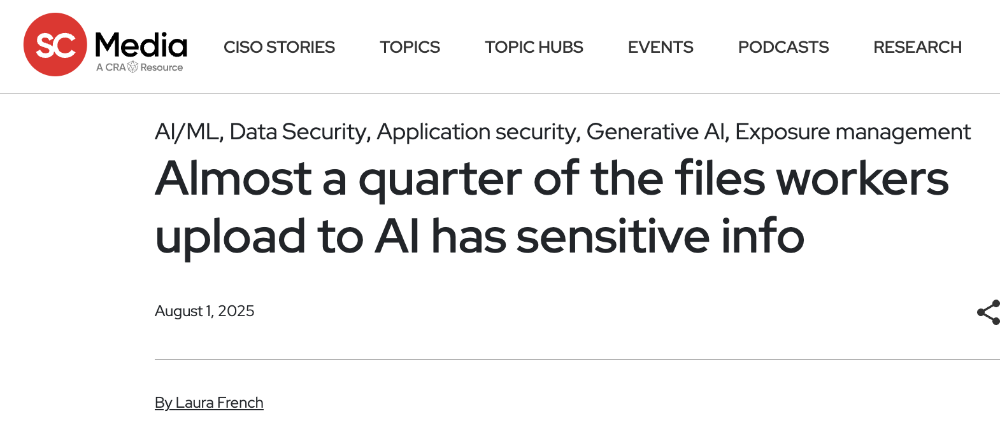 SC Media
A CRA Resource
CISO STORIES TOPICS TOPIC HUBS EVENTS PODCASTS RESEARCH
AI/ML, Data Security, Application security, Generative AI, Exposure management
Almost a quarter of the files workers
upload to AI has sensitive info
August 1, 2025
By Laura French